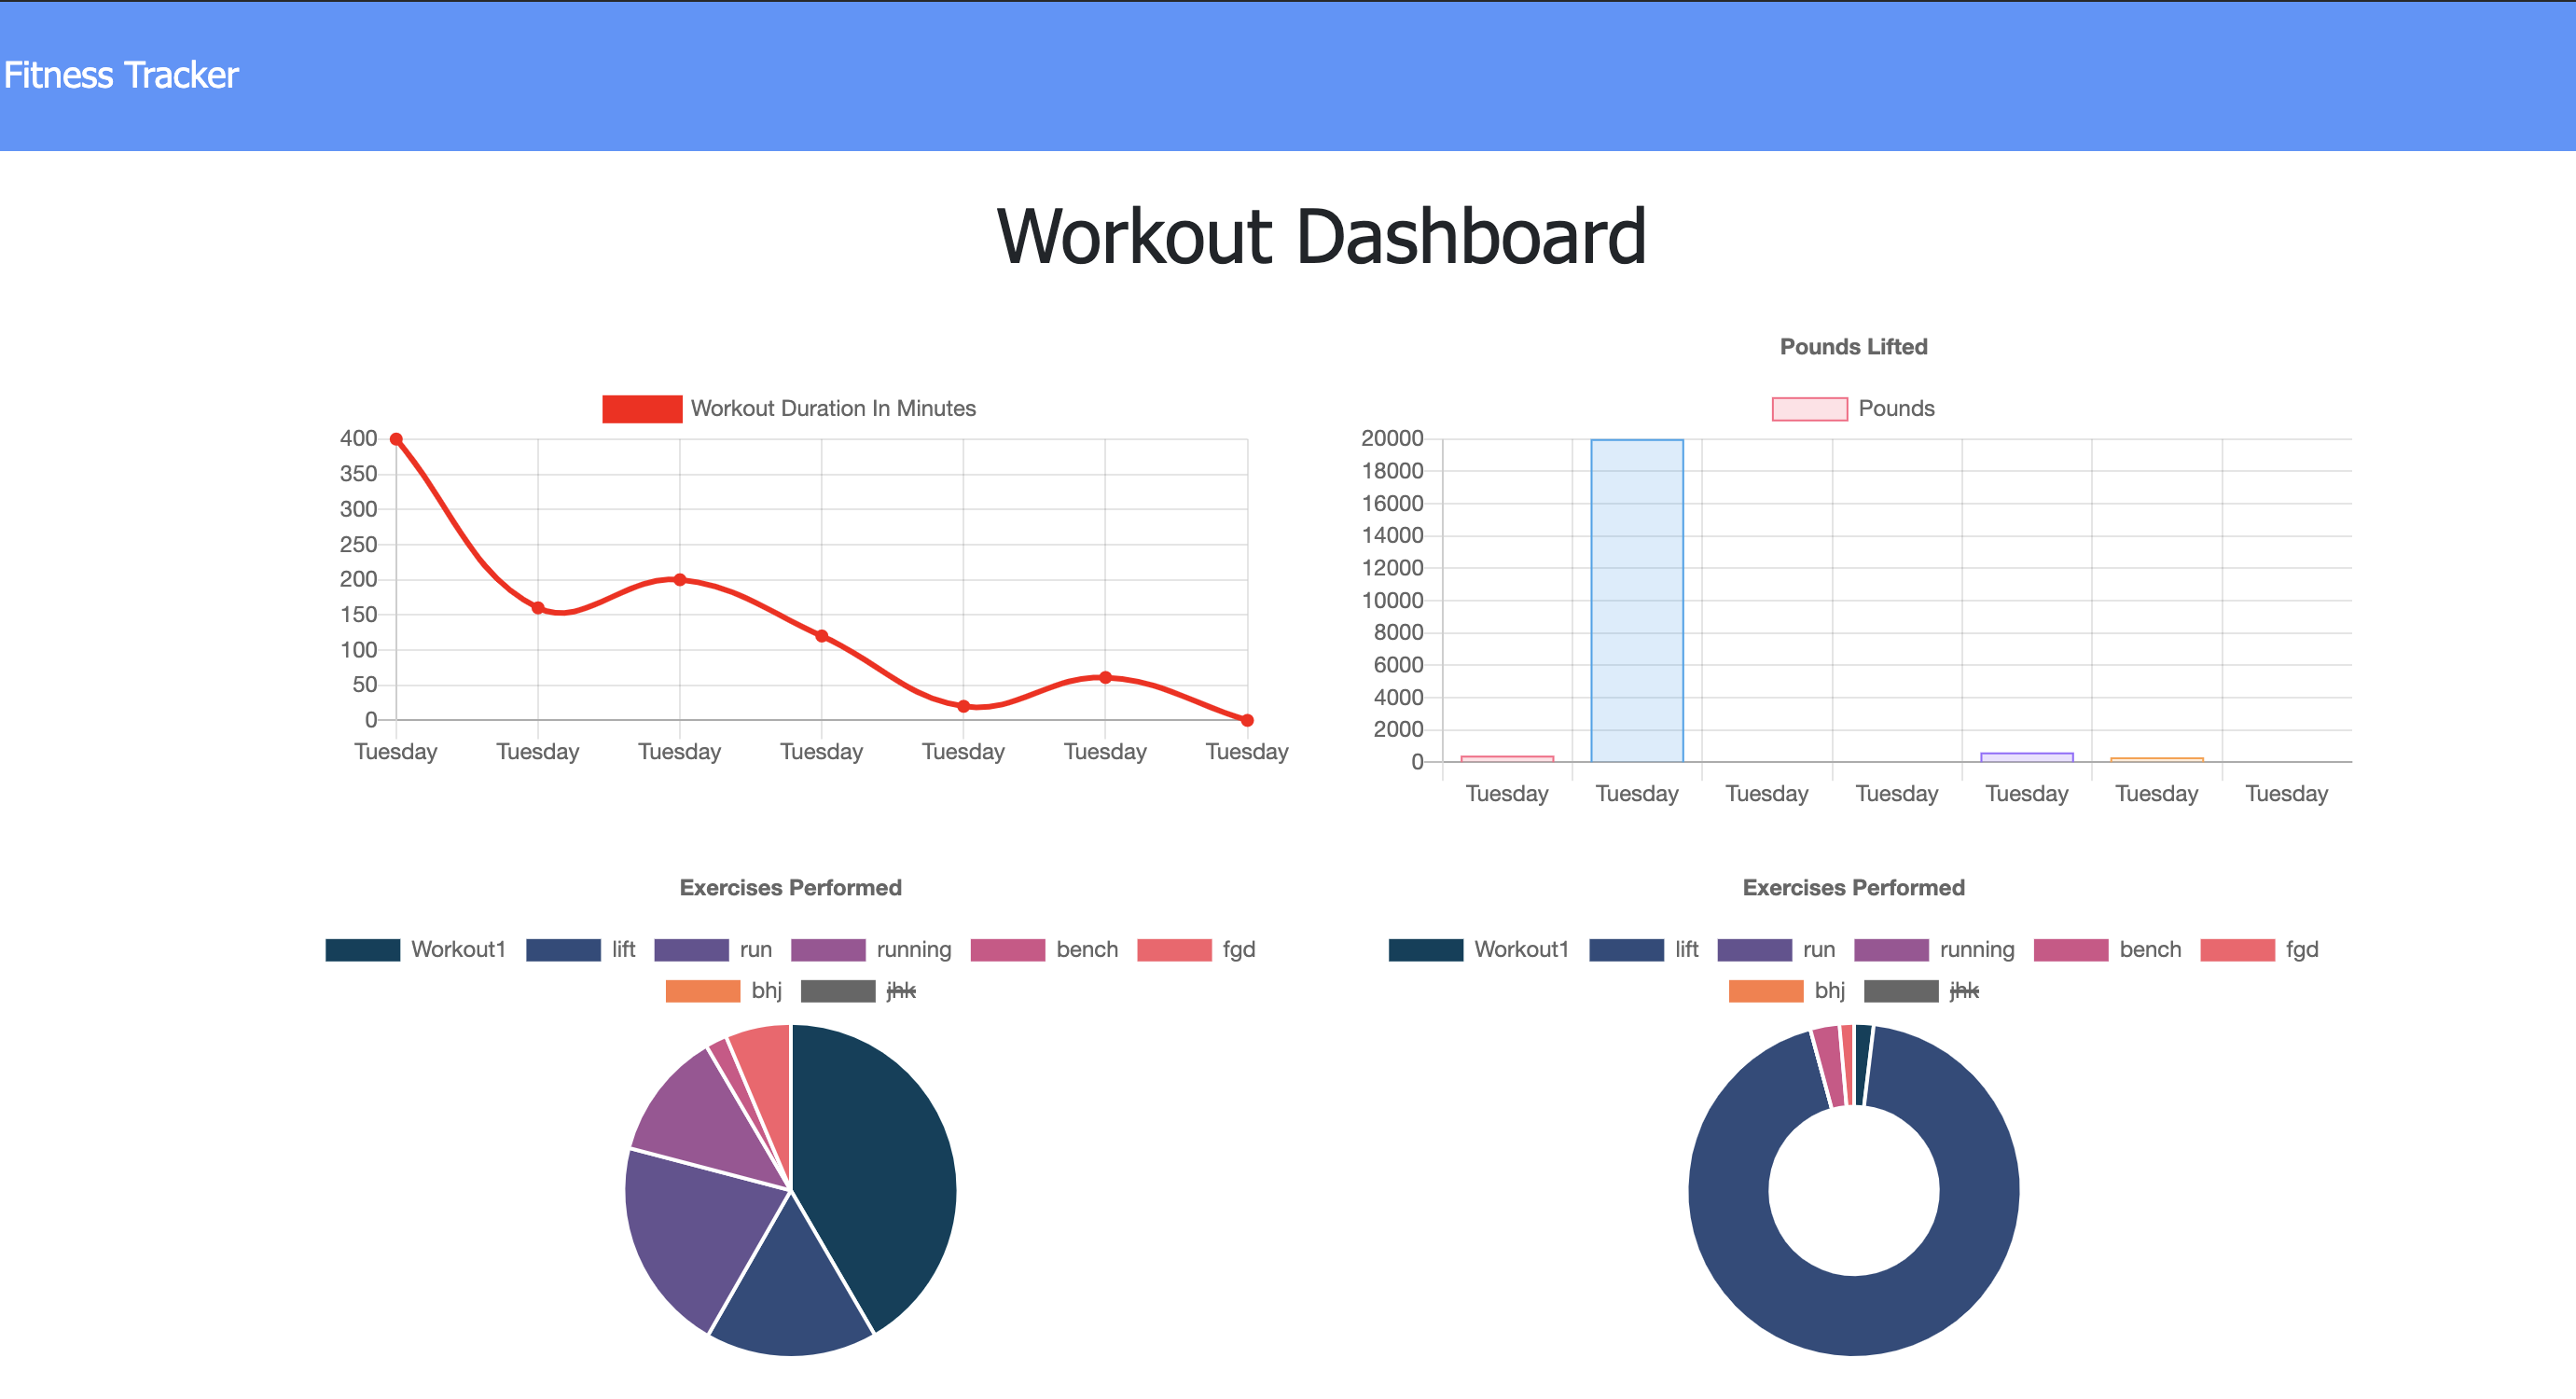 Fitness Tracker
Workout Dashboard
Workout Duration In Minutes
400
350
300
250
200
150
100
50
0
Tuesday Tuesday Tuesday Tuesday Tuesday Tuesday Tuesday
Pounds Lifted
Pounds
20000
18000
16000
14000
12000
10000
8000
6000
4000
2000
0
Tuesday Tuesday Tuesday Tuesday Tuesday Tuesday Tuesday
Exercises Performed
Workout1 lift run running bench fgd
bhj jhk
Exercises Performed
Workout1 lift run running bench fgd
bhj jhk